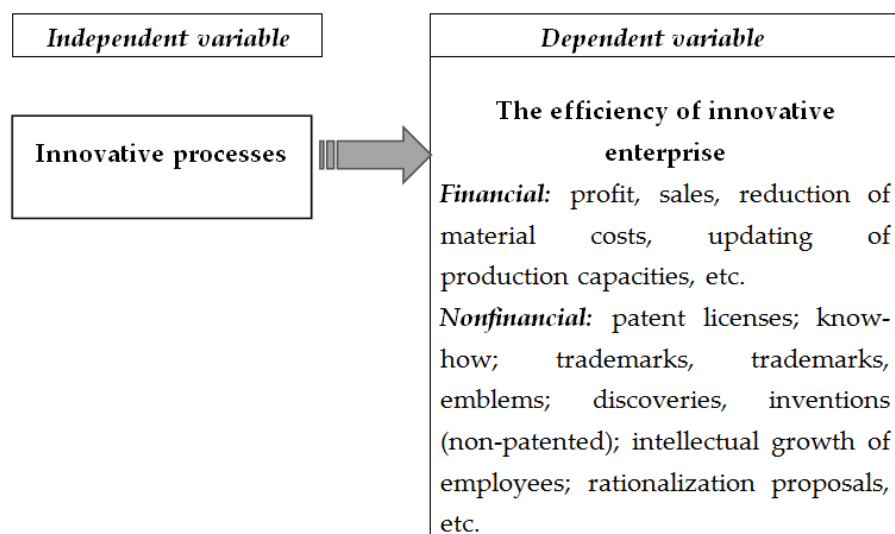 Independent variable
Dependent variable
Innovative processes
The efficiency of innovative
enterprise
Financial: profit, sales, reduction of
material costs, updating of
production capacities, etc.
Nonfinancial: patent licenses; know-
how; trademarks, trademarks,
emblems; discoveries, inventions
(non-patented); intellectual growth of
employees; rationalization proposals,
etc.